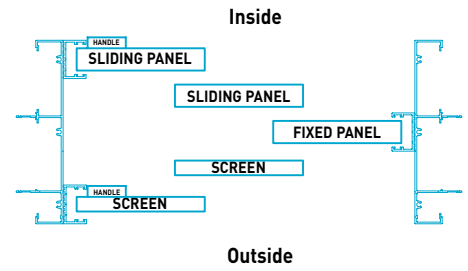 Inside
HANDLE
SLIDING PANEL
SLIDING PANEL
FIXED PANEL
SCREEN
HANDLE
SCREEN
Outside